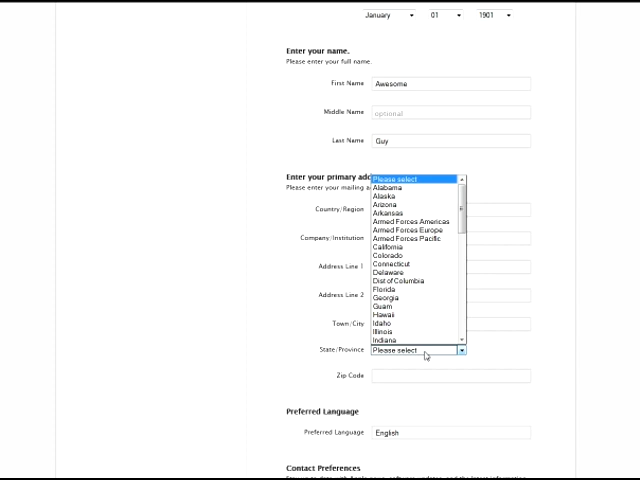 January 01 1901
Enter your name.
Please enter your full name.
First Name Awesome
Middle Name optional
Last Name Guy
Enter your primary
Please enter your mailing
Please select
Alabama
Alaska
Arizona
Country/Region
Arkansas
Armed Forces Americas
Armed Forces Europe
Company/Institution
Armed Forces Pacific
California
Colorado
Connecticut
Address Line 1
Delaware
Dist of Columbia
Florida
Address Line 2
Georgia
Guam
Hawaii
Town/City
Idaho
Illinois
Indiana
State/Province Please select
Zip Code
Preferred Language
Preferred Language English
Contact Preferences